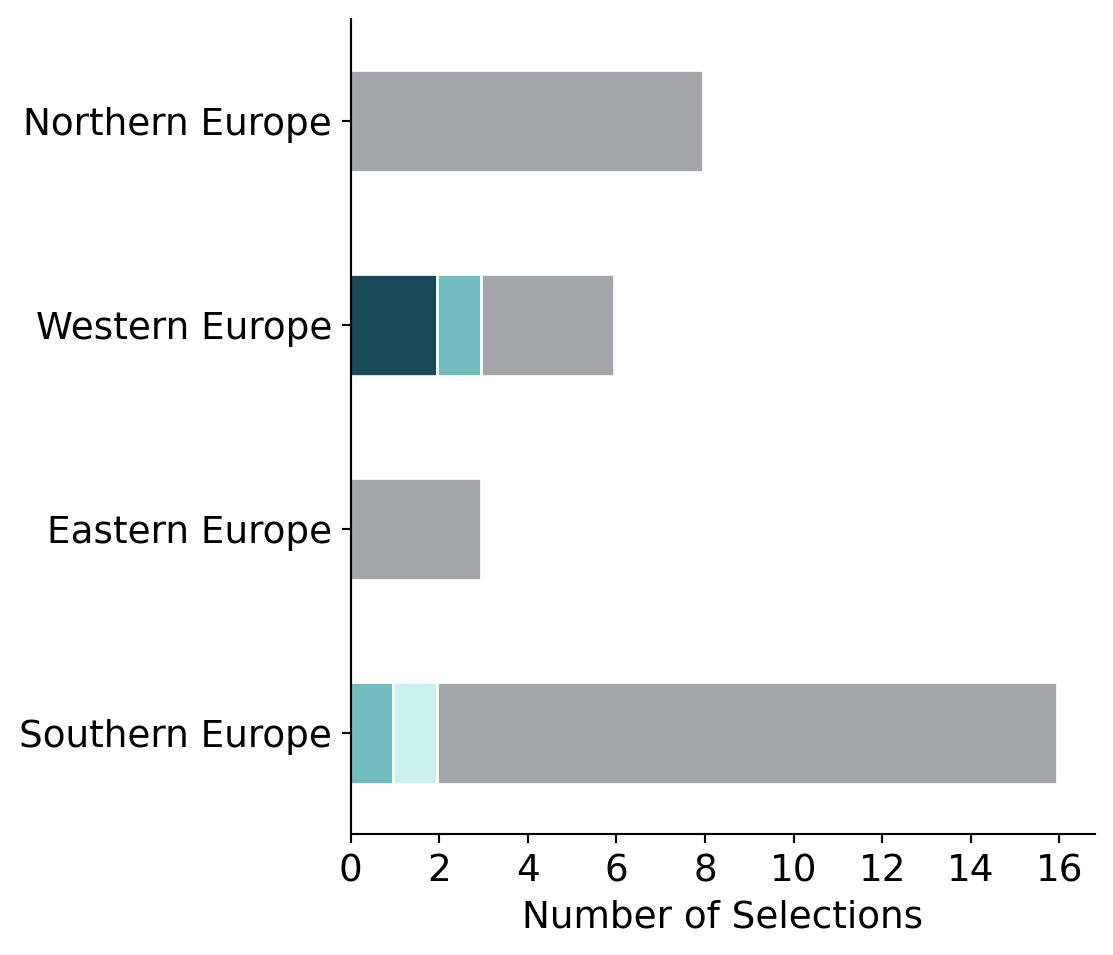 Northern Europe
Western Europe
Eastern Europe
Southern Europe
0 2 4 6 8 10 12 14 16
Number of Selections